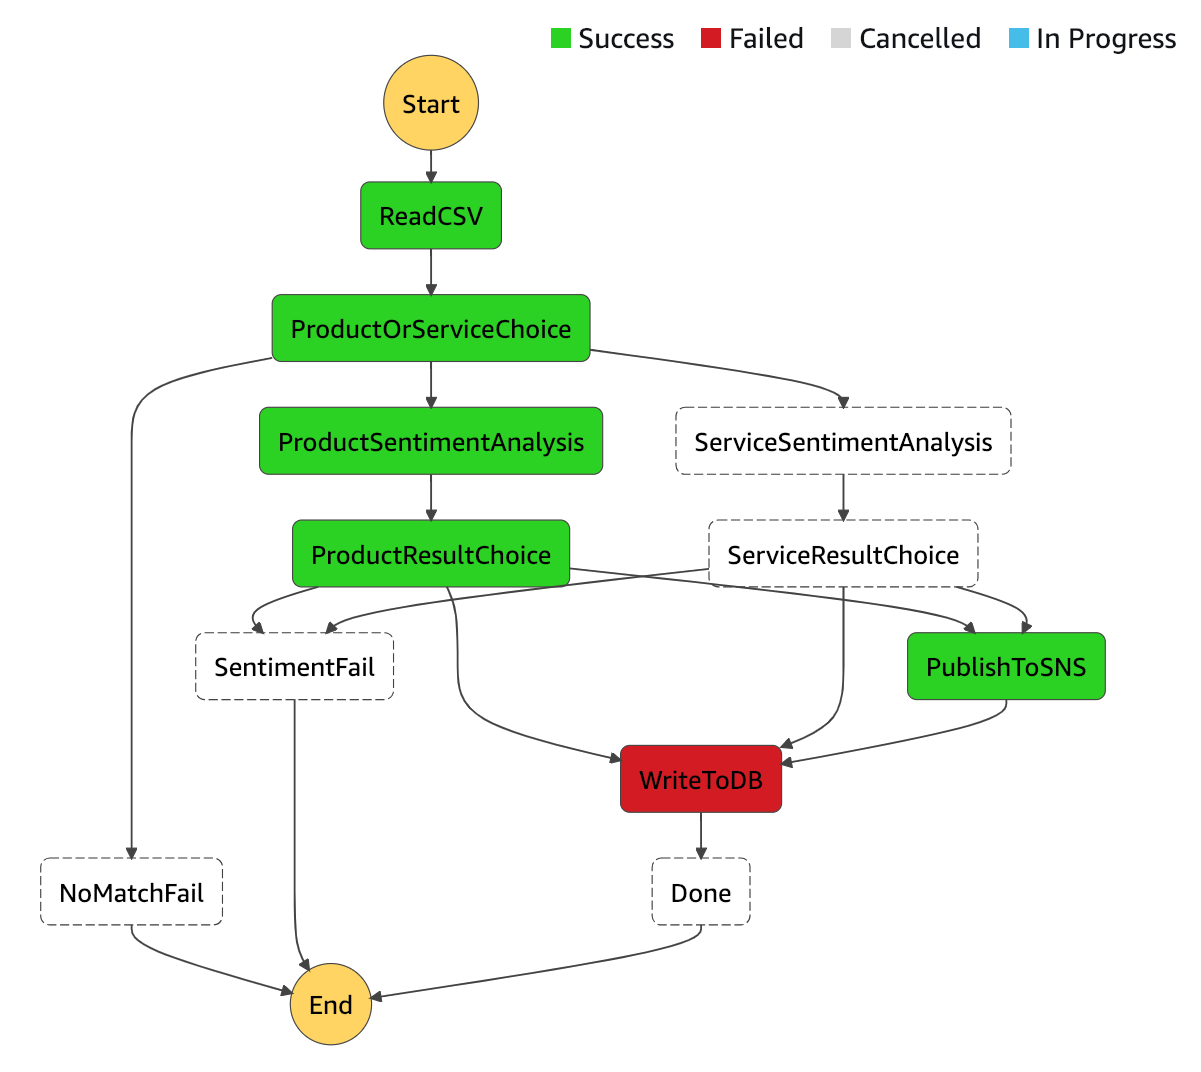 Success Failed Cancelled In Progress
Start
ReadCSV
ProductOrServiceChoice
ProductSentimentAnalysis
ServiceSentimentAnalysis
ProductResultChoice
ServiceResultChoice
SentimentFail
PublishToSNS
WriteToDB
NoMatchFail
Done
End